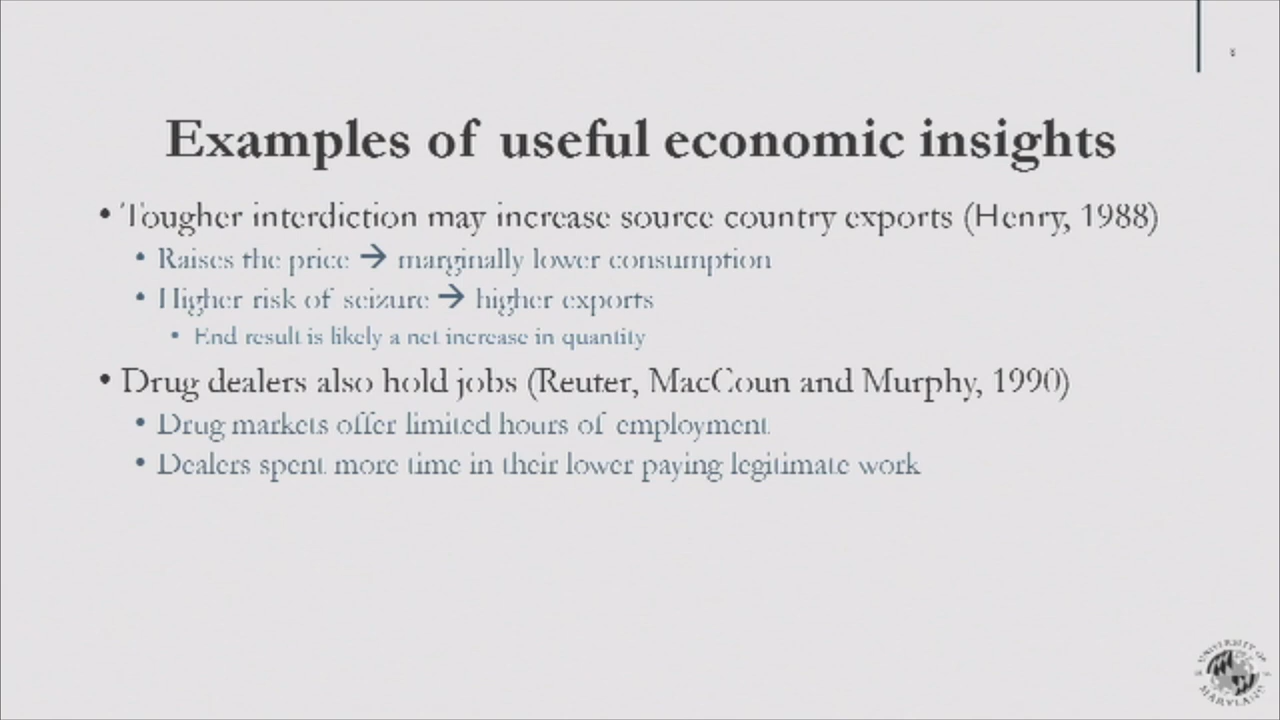 Examples of useful economic insights
• Tougher interdiction may increase source country exports (Henry, 1988)
• Raises the price → marginally lower consumption
• Higher risk of seizure → higher exports
• End result is likely a net increase in quantity
• Drug dealers also hold jobs (Reuter, MacCoun and Murphy, 1990)
• Drug markets offer limited hours of employment
• Dealers spent more time in their lower paying legitimate work
UNIVERSITY OF
MARYLAND